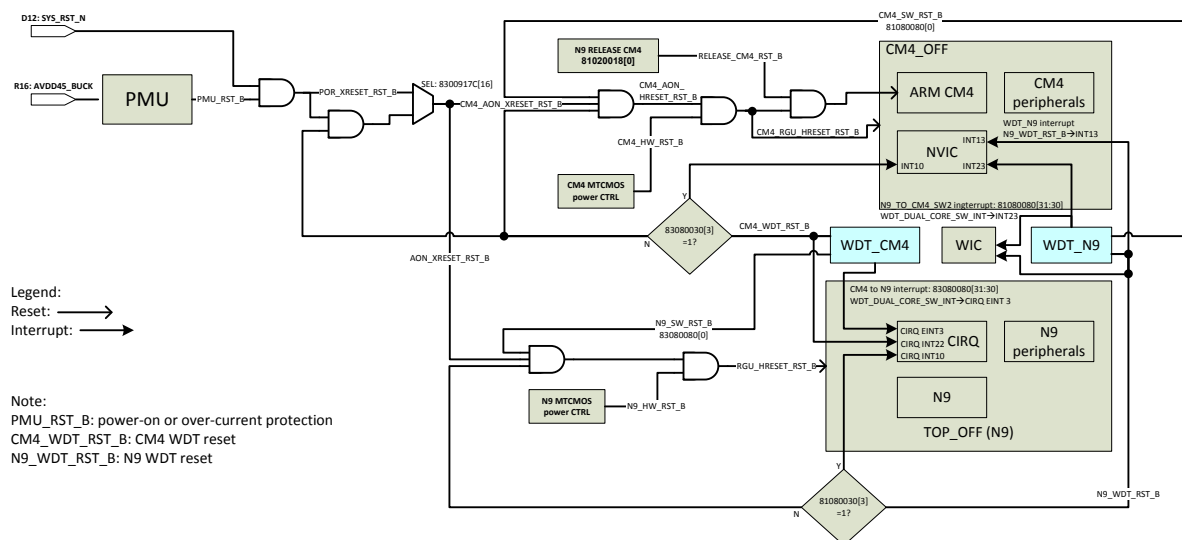 D12: SYS_RST_N
R16: AVDD45_BUCK
PMU
PMU_RST_B
POR_XRESET_RST_B
SEL: 8300917C[16]
CM4_AON_XRESET_RST_B
CM4_SW_RST_B
81080080[0]
N9 RELEASE CM4
81020018[0]
RELEASE_CM4_RST_B
CM4_AON_
HRESET_RST_B
CM4_HW_RST_B
CM4_RGU_HRESET_RST_B
CM4 MTCMOS
power CTRL
CM4_OFF
ARM CM4
CM4
peripherals
WDT_N9 interrupt
N9_WDT_RST_B→INT13
NVIC
INT13
INT10
INT23
N9_TO_CM4_SW2 ingterrupt: 81080080[31:30]
WDT_DUAL_CORE_SW_INT→INT23
Y
83080030[3]
=1?
N
CM4_WDT_RST_B
WDT_CM4
WIC
WDT_N9
AON_XRESET_RST_B
Legend:
Reset:
Interrupt:
CM4 to N9 interrupt: 83080080[31:30]
WDT_DUAL_CORE_SW_INT→CIRQ EINT 3
N9_SW_RST_B
83080080[0]
CIRQ EINT3
CIRQ INT22
CIRQ INT10
CIRQ
N9
peripherals
RGU_HRESET_RST_B
N9 MTCMOS
power CTRL
N9_HW_RST_B
N9
TOP_OFF (N9)
Note:
PMU_RST_B: power-on or over-current protection
CM4_WDT_RST_B: CM4 WDT reset
N9_WDT_RST_B: N9 WDT reset
Y
81080030[3]
=1?
N
N9_WDT_RST_B